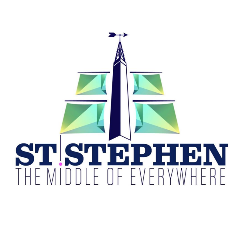 ST. STEPHEN
THE MIDDLE OF EVERYWHERE